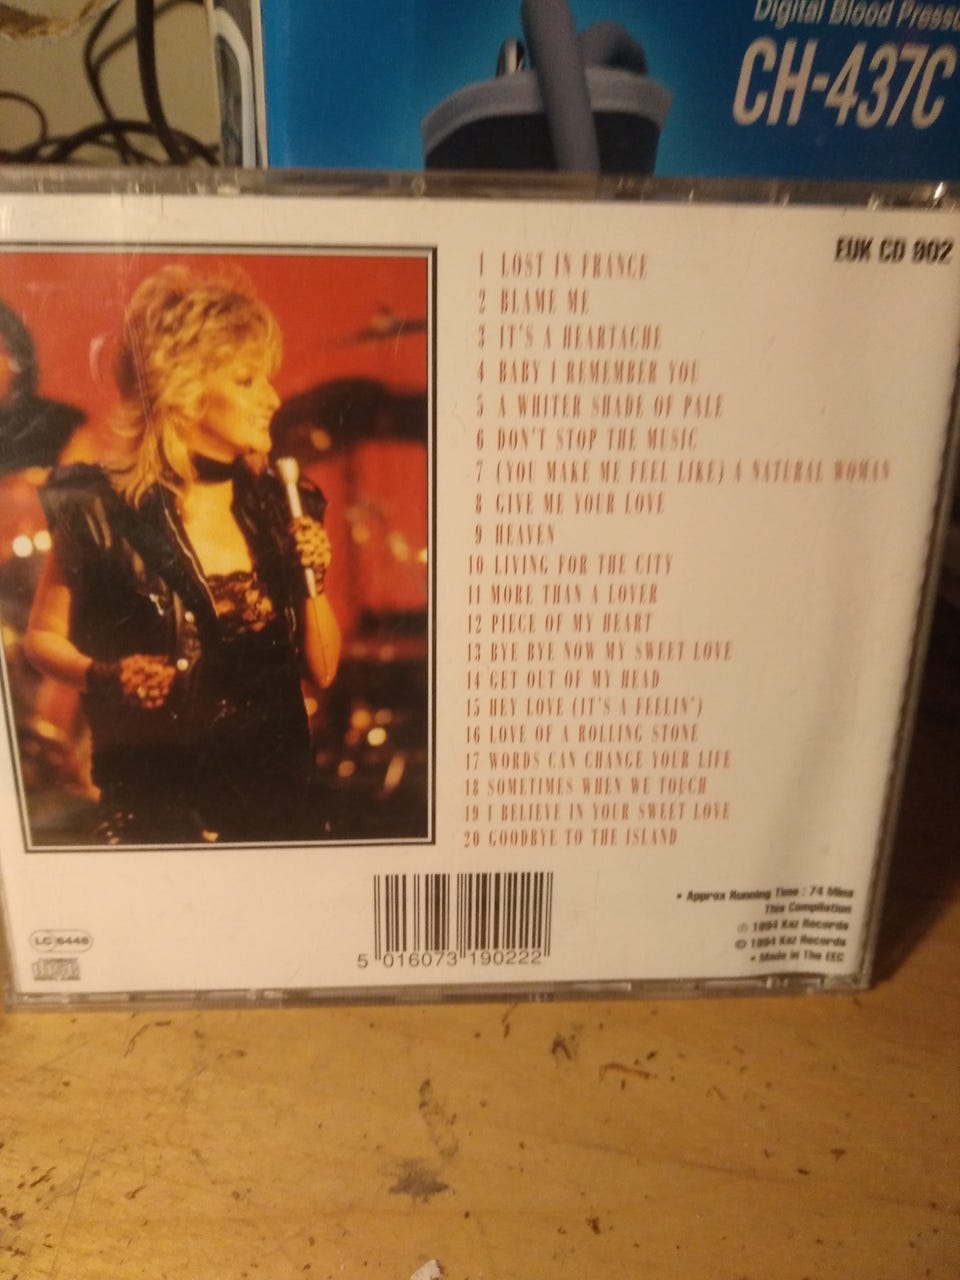 Digital Blood Pressu
CH-437C
EUK CD 902
1 LOST IN FRANCE
2 BLAME ME
3 IT'S A HEARTACHE
4 BABY I REMEMBER YOU
5 A WHITER SHADE OF PALE
6 DON'T STOP THE MUSIC
7 (YOU MAKE ME FEEL LIKE) A NATURAL WOMAN
8 GIVE ME YOUR LOVE
9 HEAVEN
10 LIVING FOR THE CITY
11 MORE THAN A LOVER
12 PIECE OF MY HEART
13 BYE BYE NOW MY SWEET LOVE
14 GET OUT OF MY HEAD
15 HEY LOVE (IT'S A FEELIN')
16 LOVE OF A ROLLING STONE
17 WORDS CAN CHANGE YOUR LIFE
18 SOMETIMES WHEN WE TOUCH
19 I BELIEVE IN YOUR SWEET LOVE
20 GOODBYE TO THE ISLAND
• Approx Running Time : 74 Mins
This Compilation
℗ 1994 Kaz Records
© 1994 Kaz Records
• Made in The EEC
LC 6448
5 016073 190222